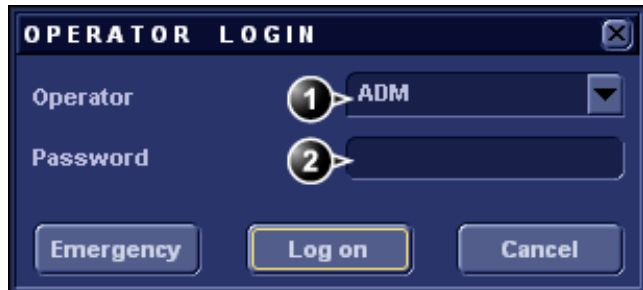 OPERATOR LOGIN
Operator 1 ADM
Password 2
Emergency Log on Cancel